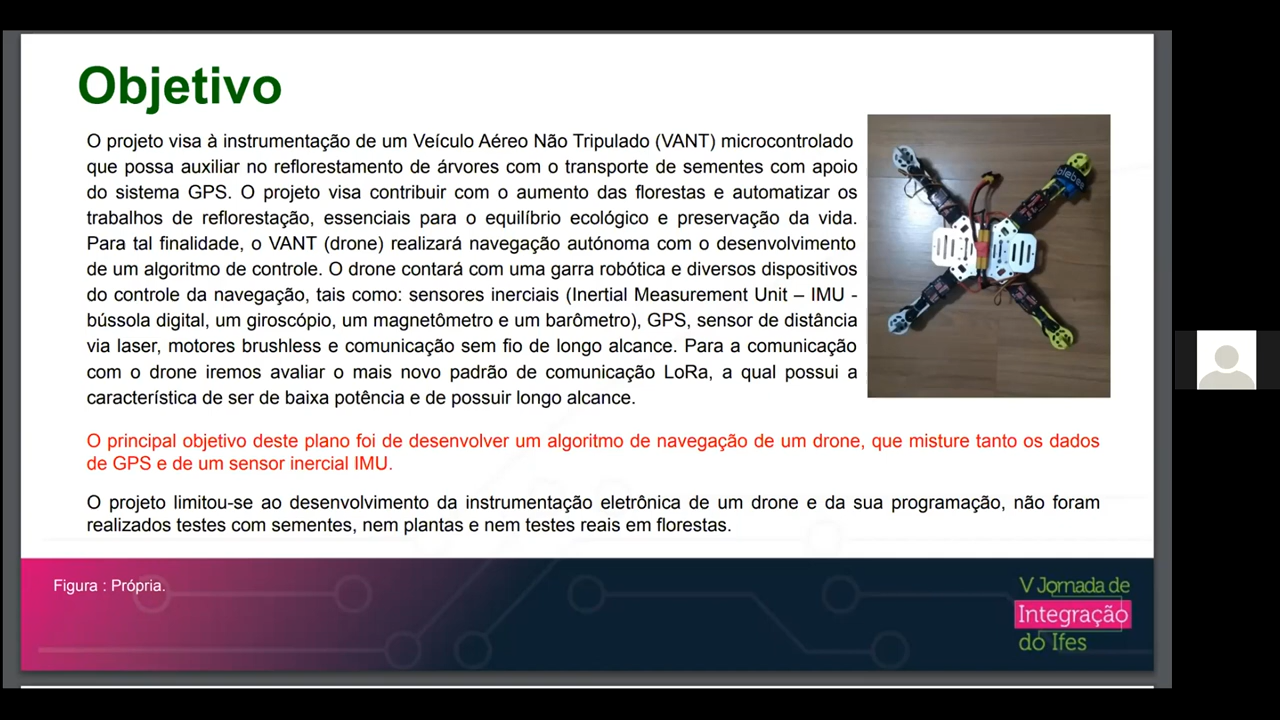 Objetivo
O projeto visa à instrumentação de um Veículo Aéreo Não Tripulado (VANT) microcontrolado
que possa auxiliar no reflorestamento de árvores com o transporte de sementes com apoio
do sistema GPS. O projeto visa contribuir com o aumento das florestas e automatizar os
trabalhos de reflorestação, essenciais para o equilíbrio ecológico e preservação da vida.
Para tal finalidade, o VANT (drone) realizará navegação autónoma com o desenvolvimento
de um algoritmo de controle. O drone contará com uma garra robótica e diversos dispositivos
do controle da navegação, tais como: sensores inerciais (Inertial Measurement Unit – IMU -
bússola digital, um giroscópio, um magnetômetro e um barômetro), GPS, sensor de distância
via laser, motores brushless e comunicação sem fio de longo alcance. Para a comunicação
com o drone iremos avaliar o mais novo padrão de comunicação LoRa, a qual possui a
característica de ser de baixa potência e de possuir longo alcance.
O principal objetivo deste plano foi de desenvolver um algoritmo de navegação de um drone, que misture tanto os dados
de GPS e de um sensor inercial IMU.
O projeto limitou-se ao desenvolvimento da instrumentação eletrônica de um drone e da sua programação, não foram
realizados testes com sementes, nem plantas e nem testes reais em florestas.
Figura : Própria.
V Jornada de
Integração
do Ifes